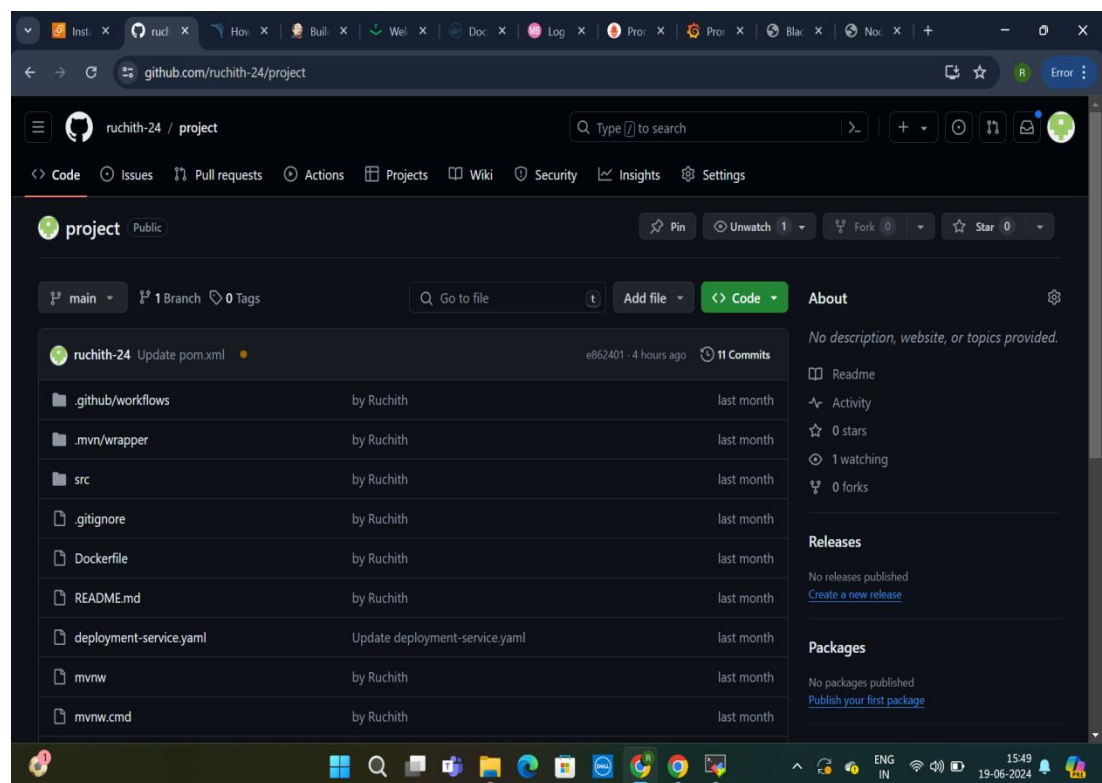 Inst
ruch
How
Buil
Wel
Doc
Log
Pror
Pror
Blac
Noc
github.com/ruchith-24/project
R
Error
ruchith-24 / project
Type / to search
Code
Issues
Pull requests
Actions
Projects
Wiki
Security
Insights
Settings
project Public
Pin
Unwatch 1
Fork 0
Star 0
main
1 Branch
0 Tags
Go to file
t
Add file
Code
ruchith-24 Update pom.xml
e862401 · 4 hours ago
11 Commits
.github/workflows by Ruchith last month
.mvn/wrapper by Ruchith last month
src by Ruchith last month
.gitignore by Ruchith last month
Dockerfile by Ruchith last month
README.md by Ruchith last month
deployment-service.yaml Update deployment-service.yaml last month
mvnw by Ruchith last month
mvnw.cmd by Ruchith last month
About
No description, website, or topics provided.
Readme
Activity
0 stars
1 watching
0 forks
Releases
No releases published
Create a new release
Packages
No packages published
Publish your first package
1
DELL
R
ENG
IN
15:49
19-06-2024
PRE